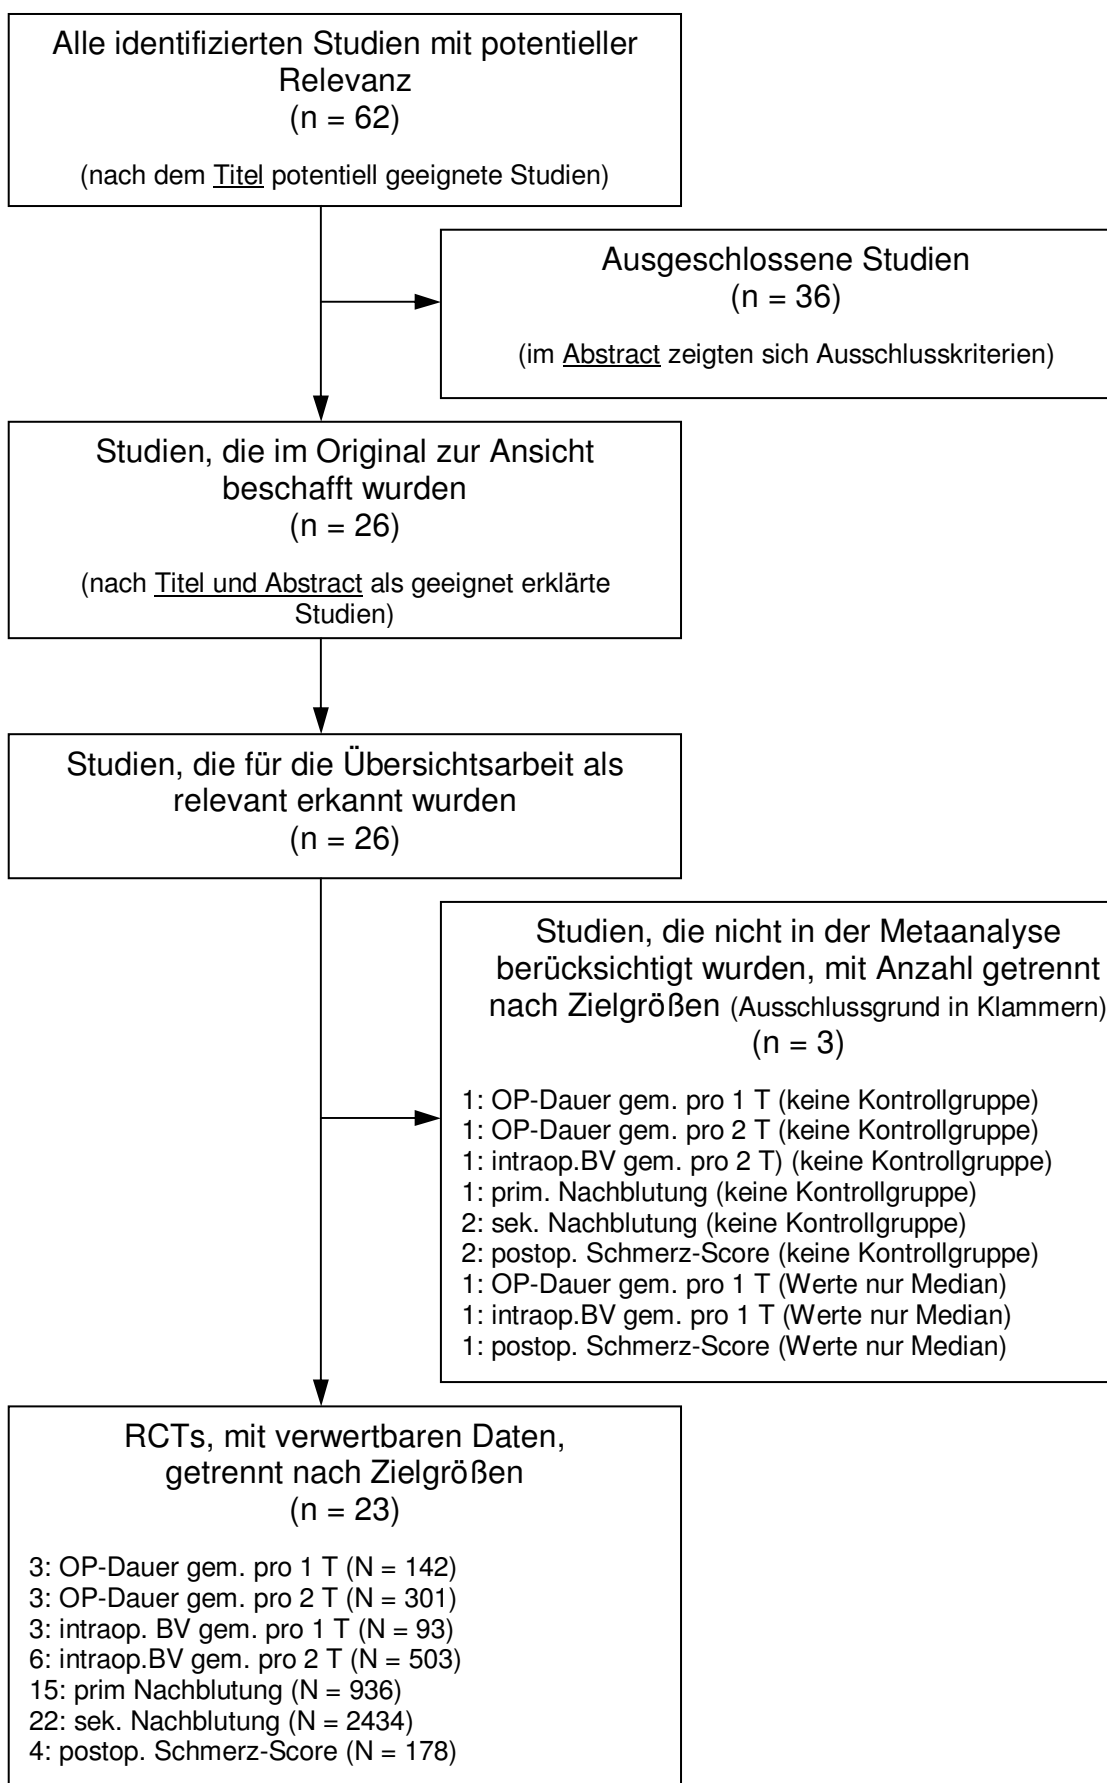 Alle identifizierten Studien mit potentieller
Relevanz
(n = 62)
(nach dem Titel potentiell geeignete Studien)
Ausgeschlossene Studien
(n = 36)
(im Abstract zeigten sich Ausschlusskriterien)
Studien, die im Original zur Ansicht
beschafft wurden
(n = 26)
(nach Titel und Abstract als geeignet erklärte
Studien)
Studien, die für die Übersichtsarbeit als
relevant erkannt wurden
(n = 26)
Studien, die nicht in der Metaanalyse
berücksichtigt wurden, mit Anzahl getrennt
nach Zielgrößen (Ausschlussgrund in Klammern)
(n = 3)
1: OP-Dauer gem. pro 1 T (keine Kontrollgruppe)
1: OP-Dauer gem. pro 2 T (keine Kontrollgruppe)
1: intraop.BV gem. pro 2 T) (keine Kontrollgruppe)
1: prim. Nachblutung (keine Kontrollgruppe)
2: sek. Nachblutung (keine Kontrollgruppe)
2: postop. Schmerz-Score (keine Kontrollgruppe)
1: OP-Dauer gem. pro 1 T (Werte nur Median)
1: intraop.BV gem. pro 1 T (Werte nur Median)
1: postop. Schmerz-Score (Werte nur Median)
RCTs, mit verwertbaren Daten,
getrennt nach Zielgrößen
(n = 23)
3: OP-Dauer gem. pro 1 T (N = 142)
3: OP-Dauer gem. pro 2 T (N = 301)
3: intraop. BV gem. pro 1 T (N = 93)
6: intraop.BV gem. pro 2 T (N = 503)
15: prim Nachblutung (N = 936)
22: sek. Nachblutung (N = 2434)
4: postop. Schmerz-Score (N = 178)